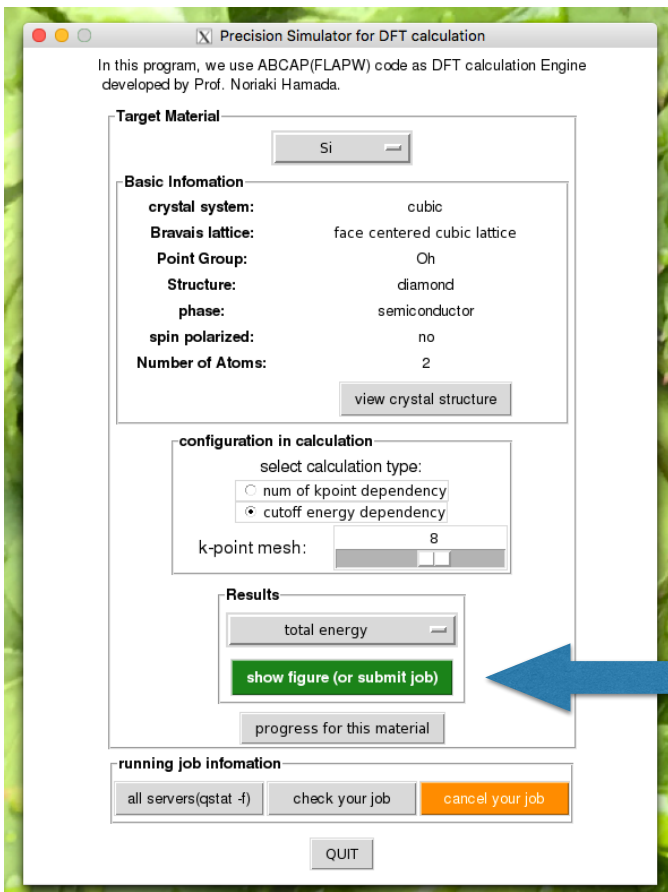 Precision Simulator for DFT calculation
In this program, we use ABCAP(FLAPW) code as DFT calculation Engine
developed by Prof. Noriaki Hamada.
Target Material
Si
Basic Infomation
crystal system: cubic
Bravais lattice: face centered cubic lattice
Point Group: Oh
Structure: diamond
phase: semiconductor
spin polarized: no
Number of Atoms: 2
view crystal structure
configuration in calculation
select calculation type:
num of kpoint dependency
cutoff energy dependency
8
k-point mesh:
Results
total energy
show figure (or submit job)
progress for this material
running job infomation
all servers(qstat -f) check your job cancel your job
QUIT